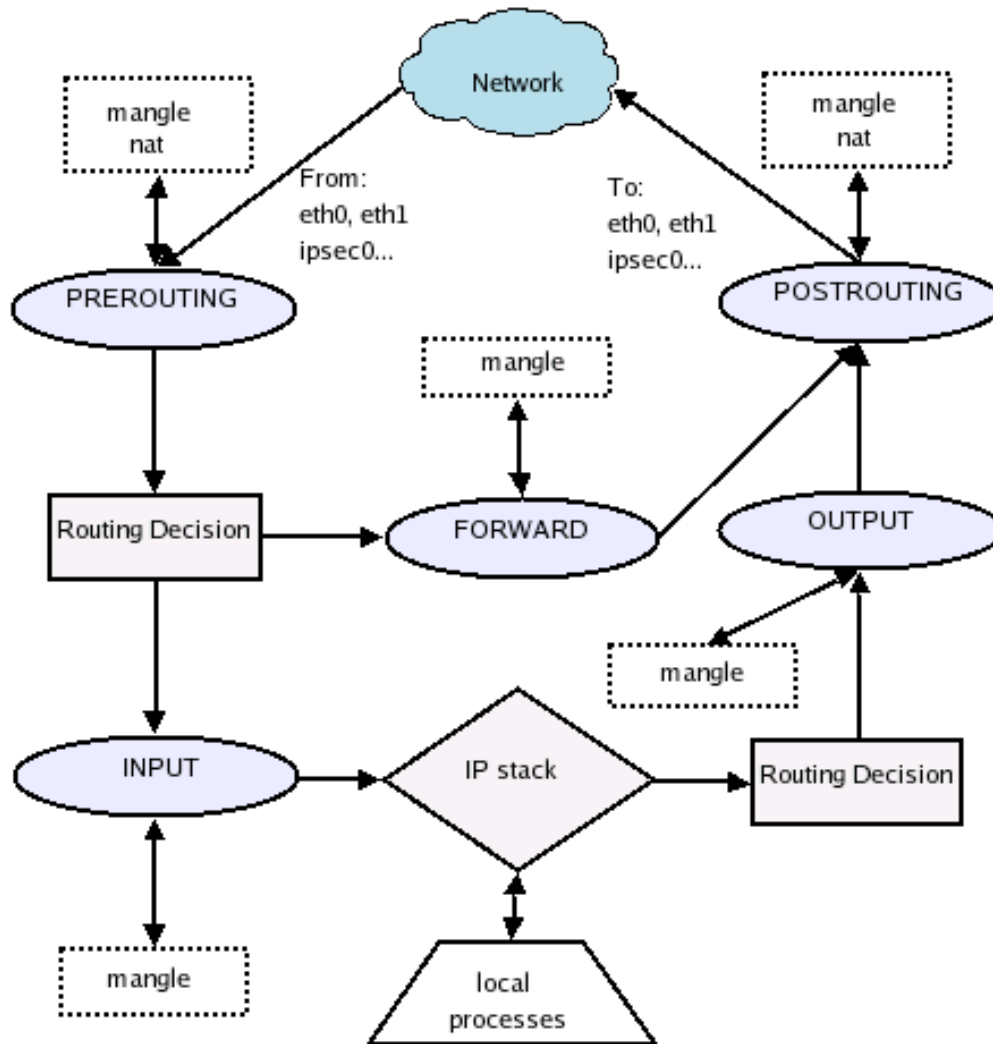 Network
mangle
nat
mangle
nat
From:
eth0, eth1
ipsec0...
To:
eth0, eth1
ipsec0...
PREROUTING
POSTROUTING
mangle
Routing Decision
FORWARD
OUTPUT
mangle
INPUT
IP stack
Routing Decision
mangle
local
processes